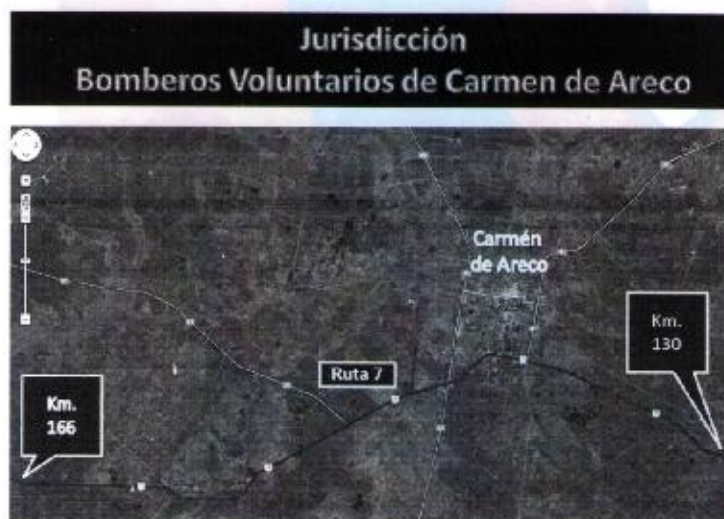 Jurisdicción
Bomberos Voluntarios de Carmen de Areco
Carmén
de Areco
Km.
130
Ruta 7
Km.
166